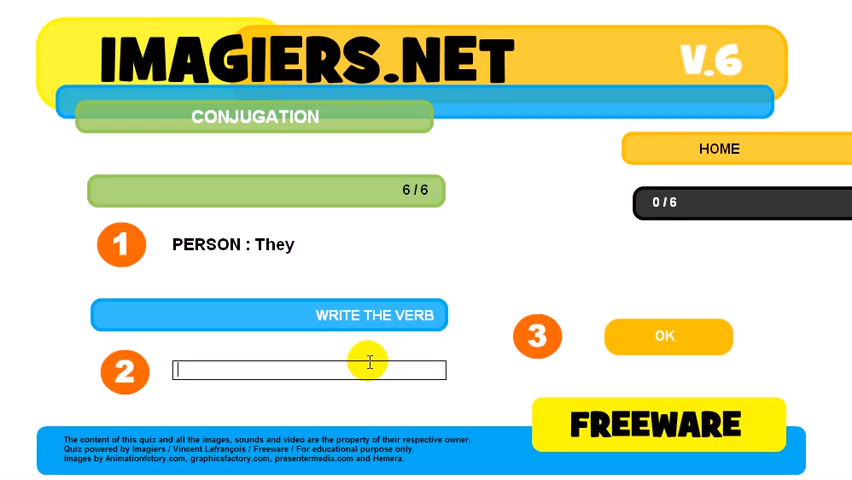 IMAGIERS.NET
V.6
CONJUGATION
HOME
6 / 6
0 / 6
1
PERSON : They
WRITE THE VERB
3
OK
2
FREEWARE
The content of this quiz and all the images, sounds and video are the property of their respective owner.
Quiz powered by Imagiers / Vincent Lefrançois / Freeware / For educational purpose only.
Images by Animationfctory.com, graphicsfactory.com, presentermedia.com and Hemera.